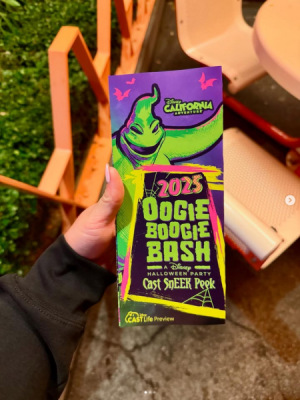 Disney
CALIFORNIA
ADVENTURE
2025
OOGIE
BOOGIE
BASH
A Disney
HALLOWEEN PARTY
Cast SnEEK Peek
CAST Life Preview